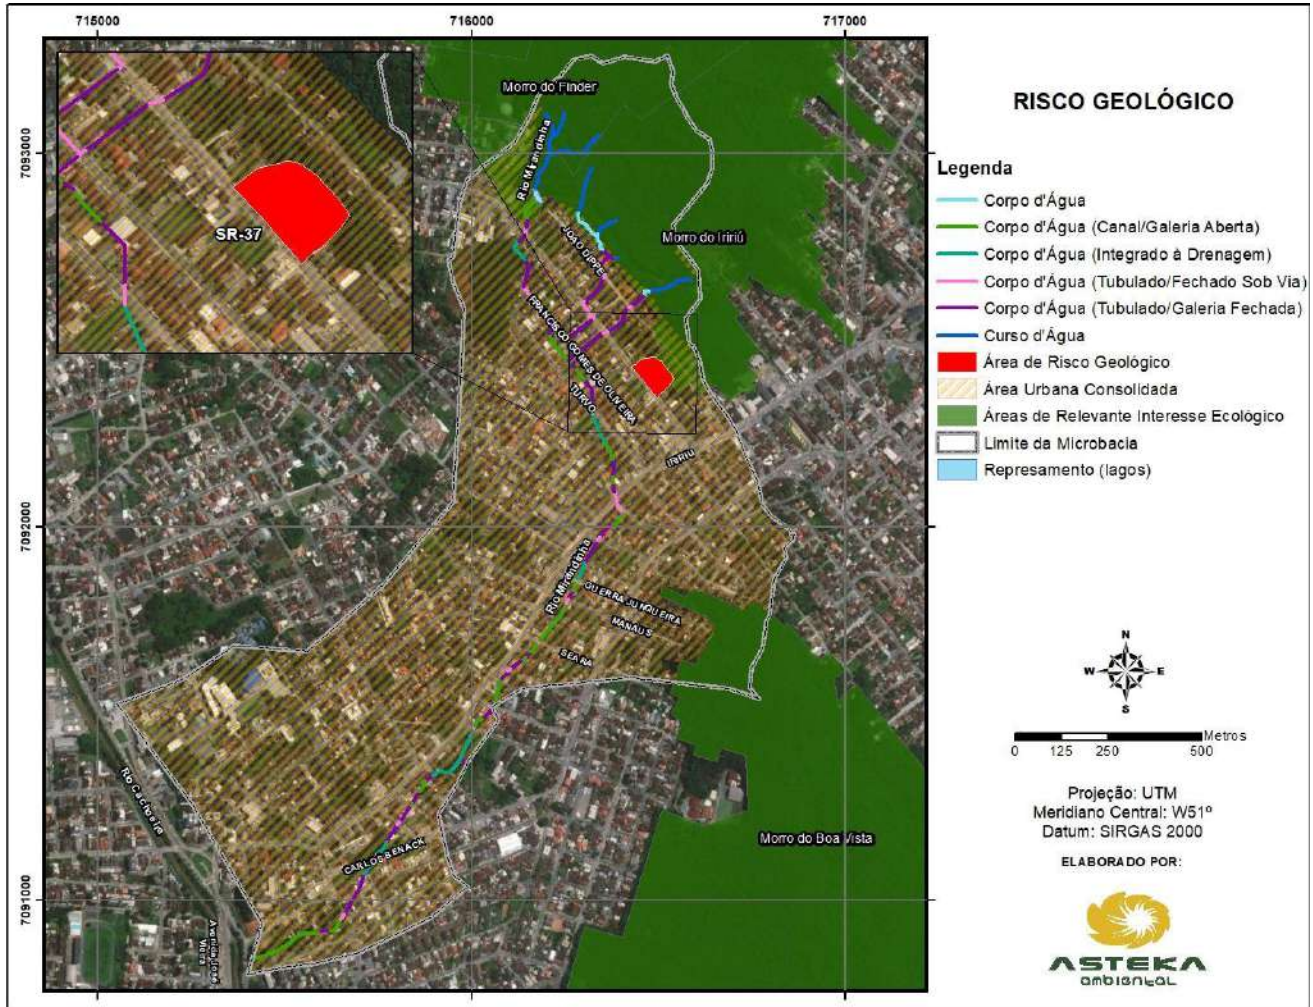 715000
716000
717000
7093000
7092000
7091000
Morro do Finder
Rio Mirandinha
Morro do Iririú
JOÃO DIPPE
FRANCISCO GOMES DE OLIVEIRA
TURVO
IRIRIÚ
SR-37
Rio Mirandinha
GUERRA JUNQUEIRA
MANAUS
SEARA
Rio Cachoeira
CARLOS BENACK
Morro do Boa Vista
Avenida José
Vieira
RISCO GEOLÓGICO
Legenda
Corpo d'Água
Corpo d'Água (Canal/Galeria Aberta)
Corpo d'Água (Integrado à Drenagem)
Corpo d'Água (Tubulado/Fechado Sob Via)
Corpo d'Água (Tubulado/Galeria Fechada)
Curso d'Água
Área de Risco Geológico
Área Urbana Consolidada
Áreas de Relevante Interesse Ecológico
Limite da Microbacia
Represamento (lagos)
N
W E
S
Metros
0 125 250 500
Projeção: UTM
Meridiano Central: W51º
Datum: SIRGAS 2000
ELABORADO POR:
ASTEKA
ambiental